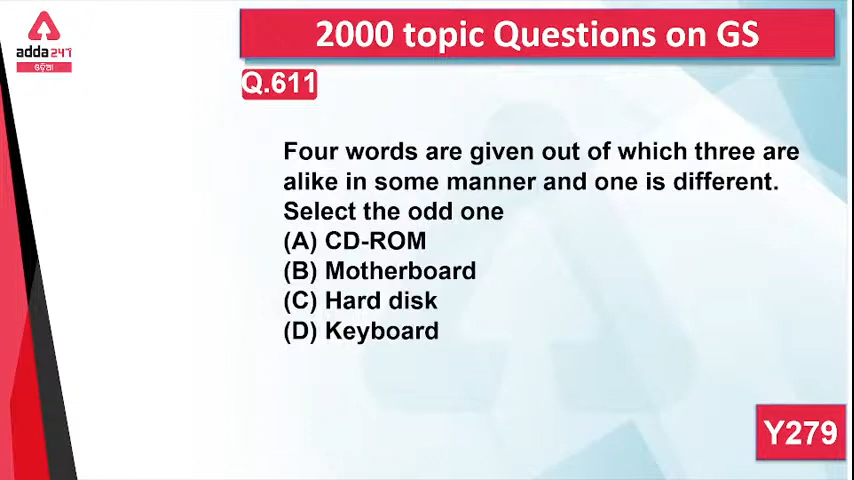 adda247
ଓଡ଼ିଆ
2000 topic Questions on GS
Q.611
Four words are given out of which three are
alike in some manner and one is different.
Select the odd one
(A) CD-ROM
(B) Motherboard
(C) Hard disk
(D) Keyboard
Y279